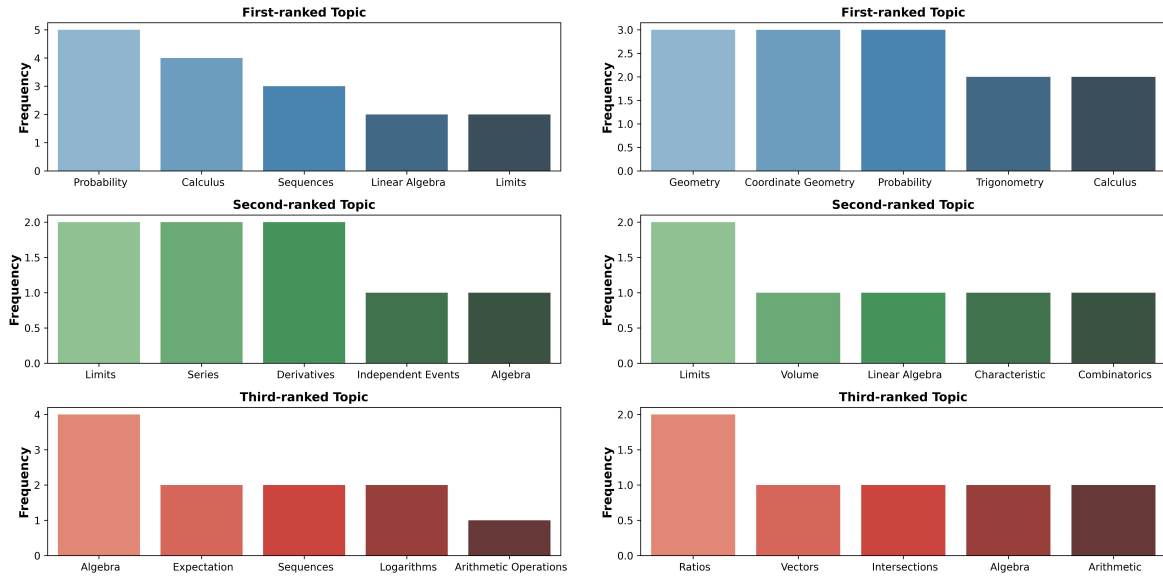 First-ranked Topic
Frequency
5
4
3
2
1
0
Probability Calculus Sequences Linear Algebra Limits
First-ranked Topic
Frequency
3.0
2.5
2.0
1.5
1.0
0.5
0.0
Geometry Coordinate Geometry Probability Trigonometry Calculus
Second-ranked Topic
Frequency
2.0
1.5
1.0
0.5
0.0
Limits Series Derivatives Independent Events Algebra
Second-ranked Topic
Frequency
2.0
1.5
1.0
0.5
0.0
Limits Volume Linear Algebra Characteristic Combinatorics
Third-ranked Topic
Frequency
4
3
2
1
0
Algebra Expectation Sequences Logarithms Arithmetic Operations
Third-ranked Topic
Frequency
2.0
1.5
1.0
0.5
0.0
Ratios Vectors Intersections Algebra Arithmetic